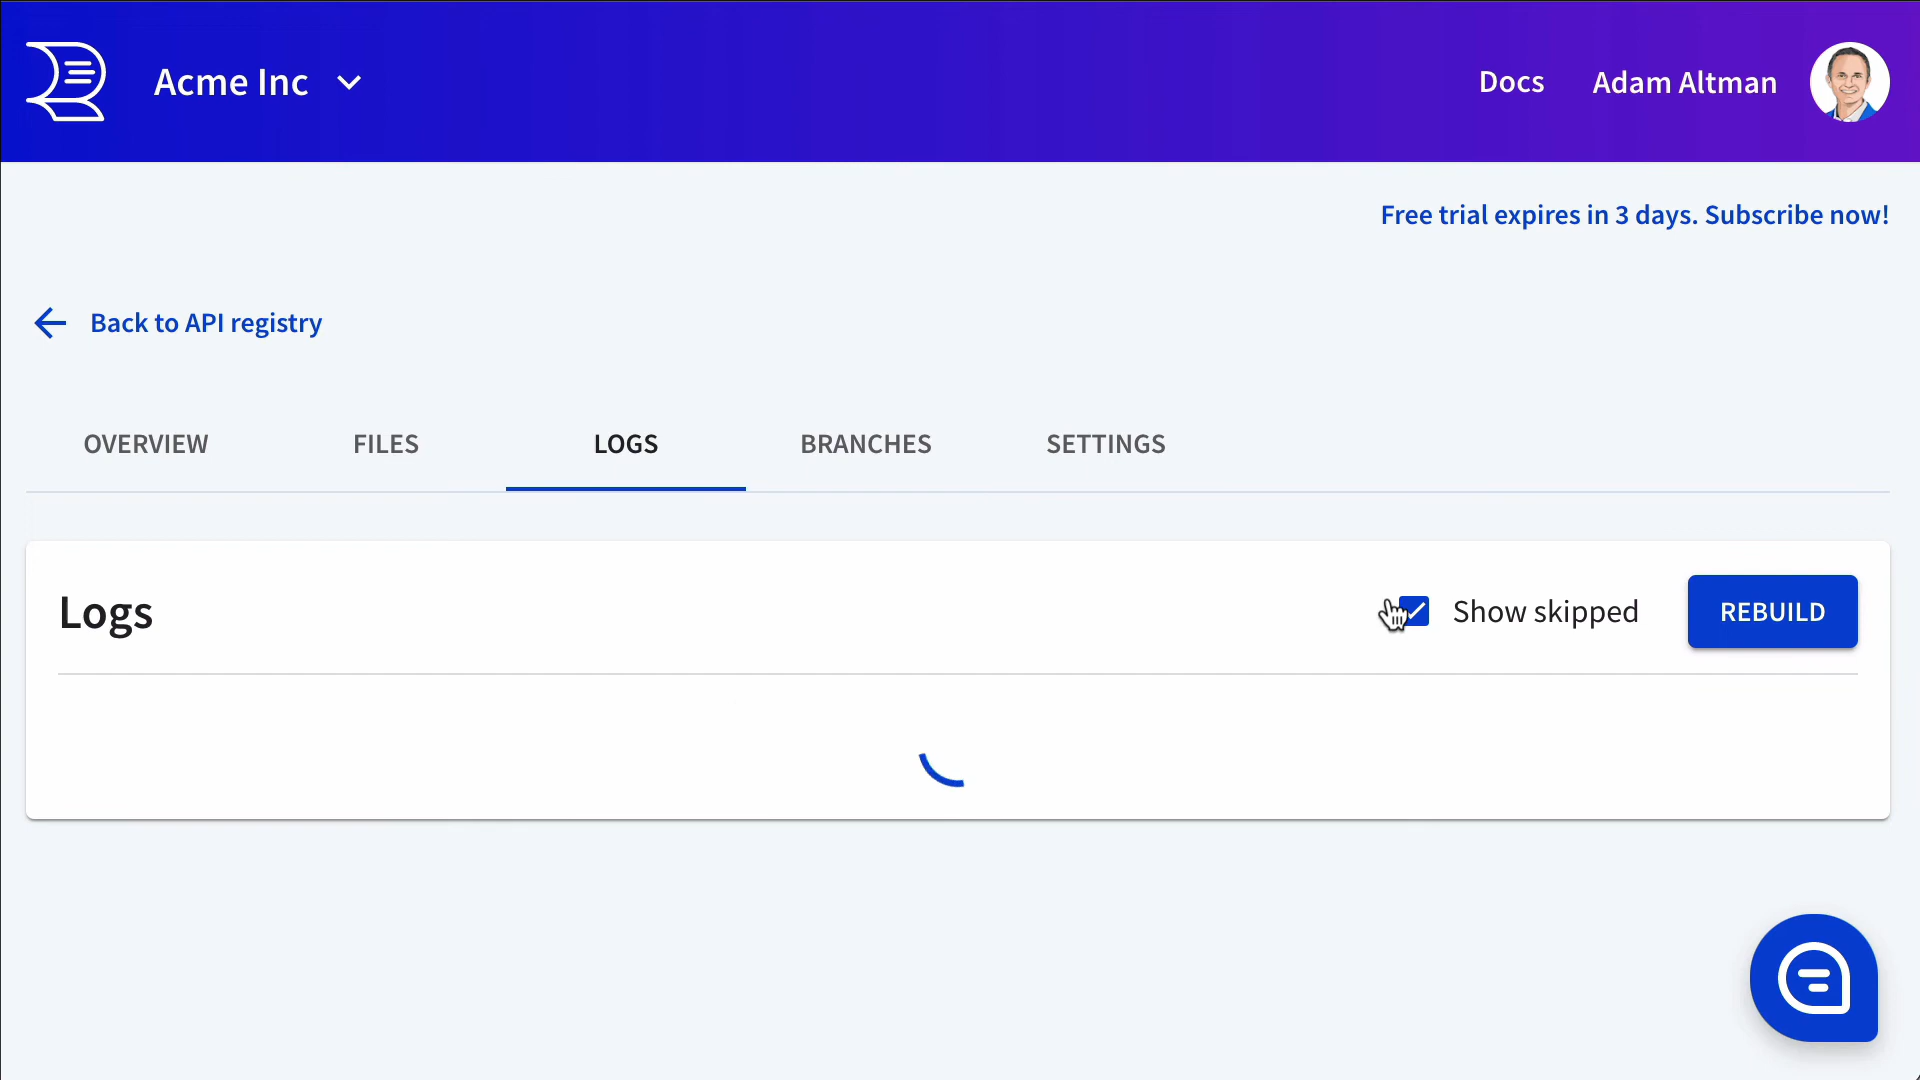 Acme Inc
Docs
Adam Altman
Free trial expires in 3 days. Subscribe now!
Back to API registry
OVERVIEW
FILES
LOGS
BRANCHES
SETTINGS
Logs
Show skipped
REBUILD